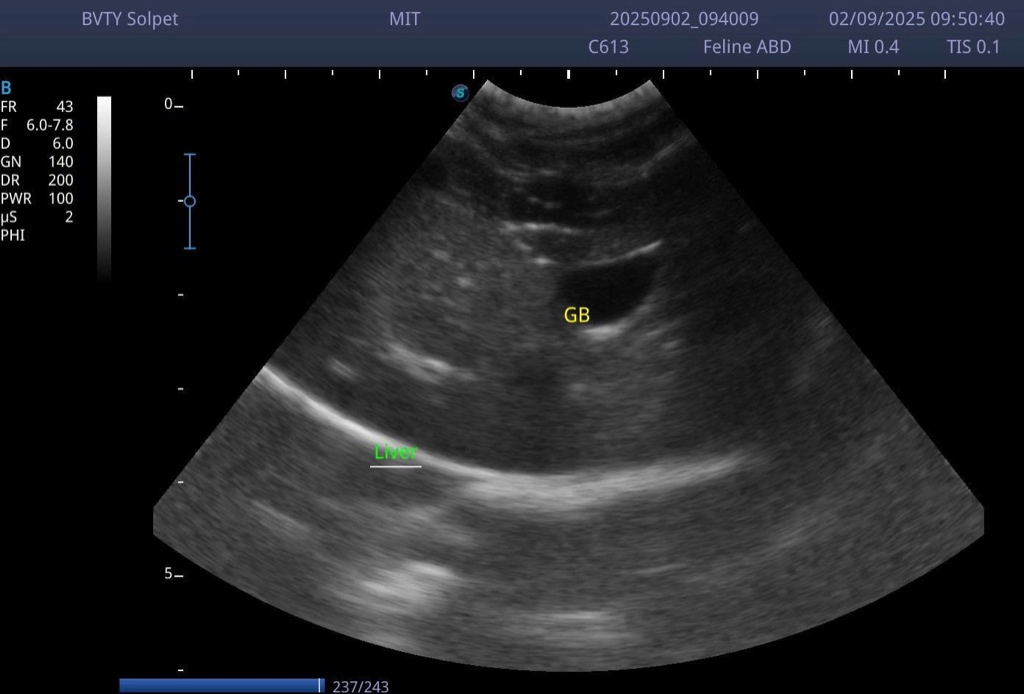 BVTY Solpet MIT 20250902_094009 02/09/2025 09:50:40
C613 Feline ABD MI 0.4 TIS 0.1
B
FR 43
F 6.0-7.8
D 6.0
GN 140
DR 200
PWR 100
µS 2
PHI
S
0
GB
Liver
5
237/243